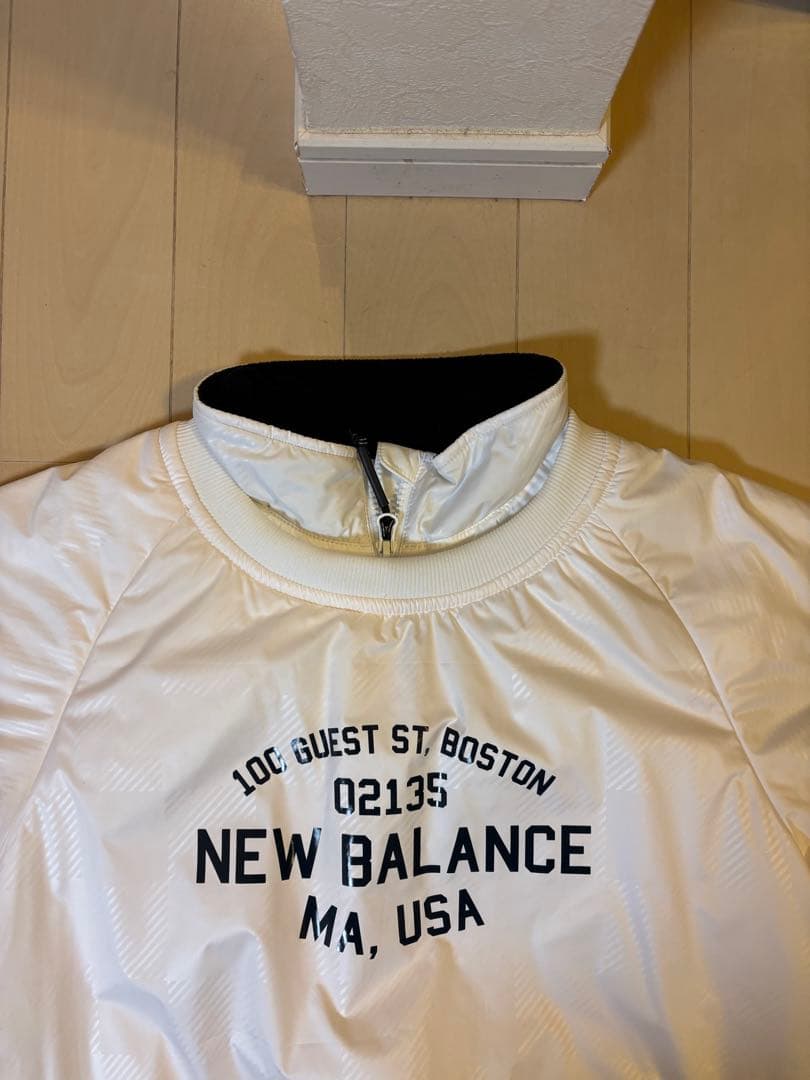 100 GUEST ST, BOSTON
02135
NEW BALANCE
MA, USA